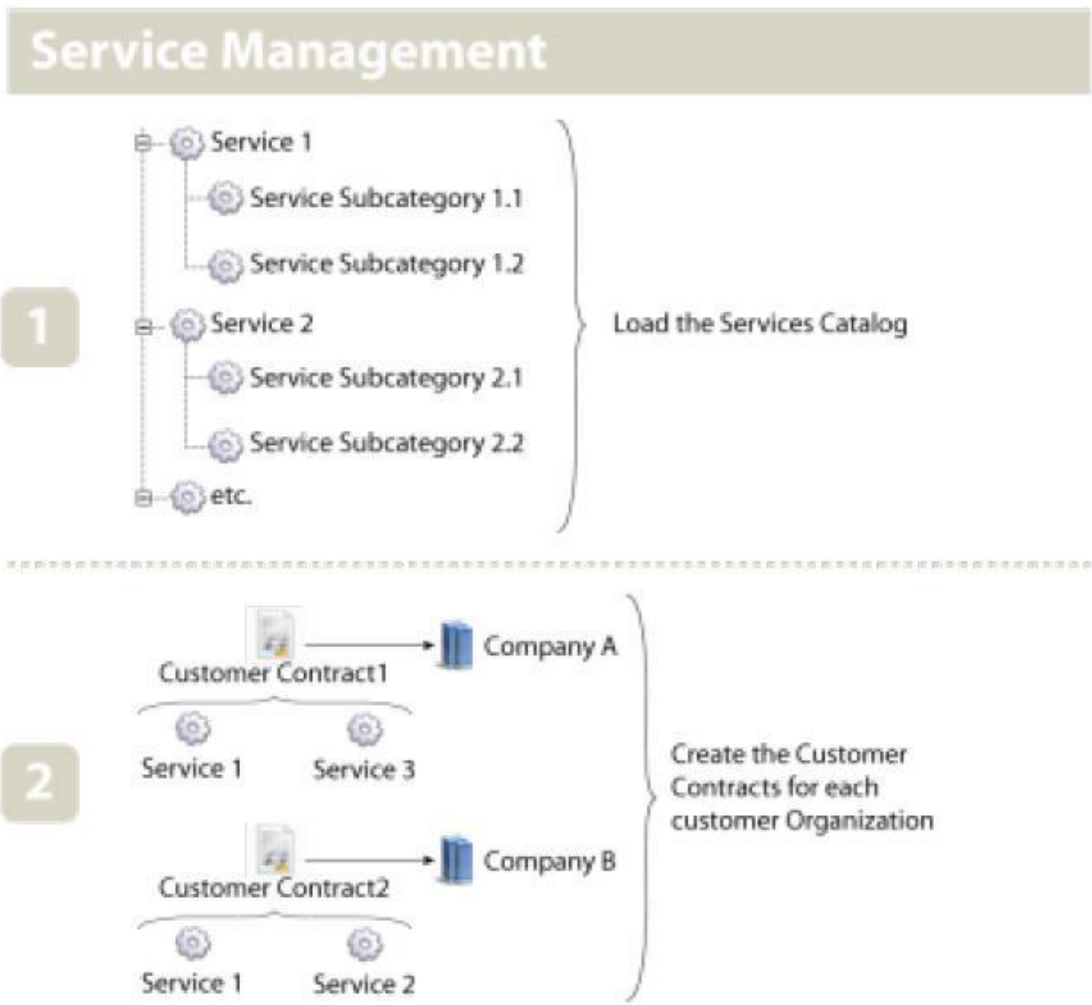 Service Management
1
Service 1
Service Subcategory 1.1
Service Subcategory 1.2
Service 2
Service Subcategory 2.1
Service Subcategory 2.2
etc.
Load the Services Catalog
2
Customer Contract1
Company A
Service 1
Service 3
Customer Contract2
Company B
Service 1
Service 2
Create the Customer
Contracts for each
customer Organization